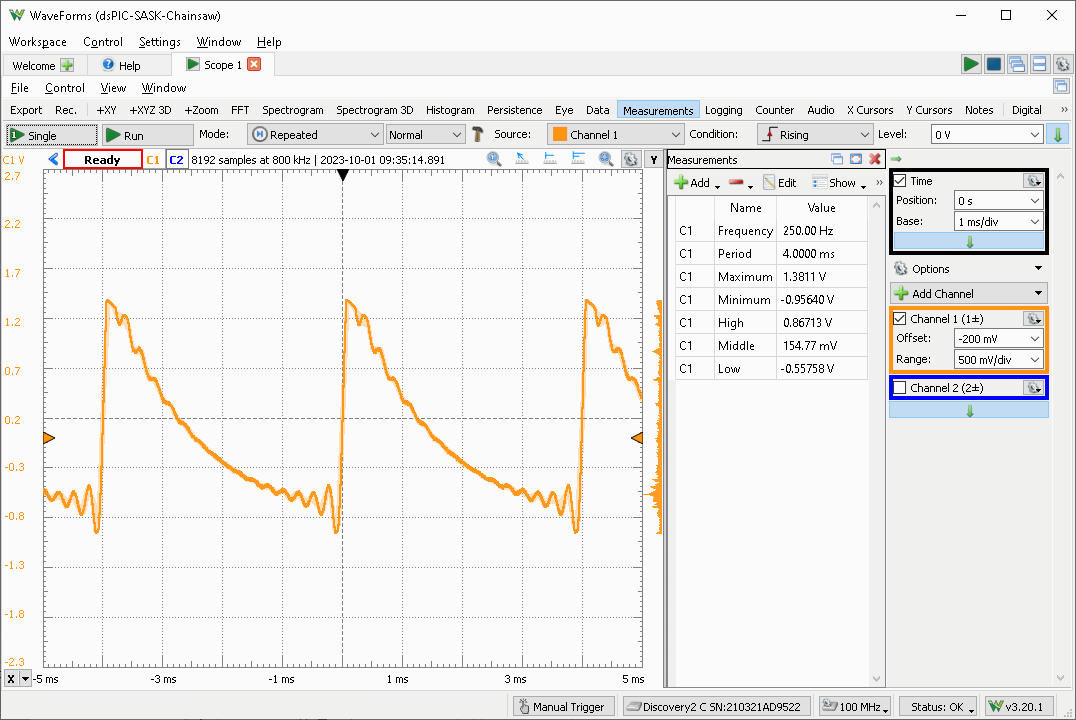 WaveForms (dsPIC-SASK-Chainsaw)
Workspace Control Settings Window Help
Welcome Help Scope 1
File Control View Window
Export Rec. +XY +XYZ 3D +Zoom FFT Spectrogram Spectrogram 3D Histogram Persistence Eye Data Measurements Logging Counter Audio X Cursors Y Cursors Notes Digital »
Single Run Mode: Repeated Normal Source: Channel 1 Condition: Rising Level: 0 V
C1 V Ready C1 C2 8192 samples at 800 kHz | 2023-10-01 09:35:14.891 Y
2.7
2.2
1.7
1.2
0.7
0.2
-0.3
-0.8
-1.3
-1.8
-2.3
X -5 ms -3 ms -1 ms 1 ms 3 ms 5 ms
Measurements
Add Edit Show »
Name Value
C1 Frequency 250.00 Hz
C1 Period 4.0000 ms
C1 Maximum 1.3811 V
C1 Minimum -0.95640 V
C1 High 0.86713 V
C1 Middle 154.77 mV
C1 Low -0.55758 V
Time
Position: 0 s
Base: 1 ms/div
Options
Add Channel
Channel 1 (1±)
Offset: -200 mV
Range: 500 mV/div
Channel 2 (2±)
Manual Trigger Discovery2 C SN:210321AD9522 100 MHz Status: OK v3.20.1